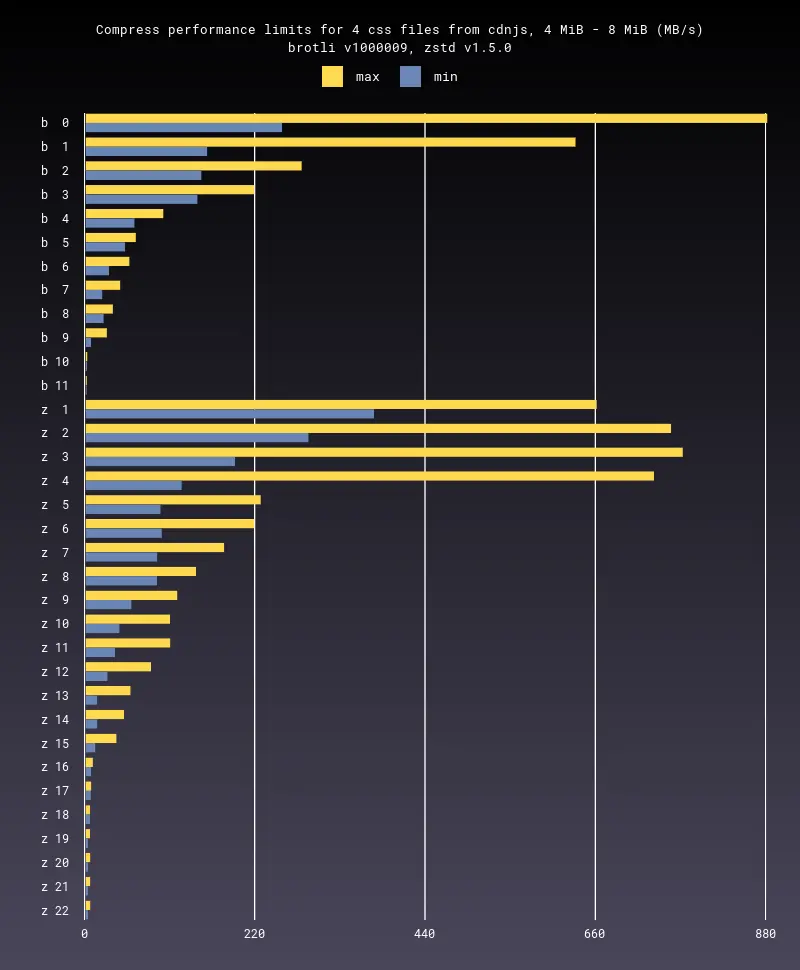 Compress performance limits for 4 css files from cdnjs, 4 MiB - 8 MiB (MB/s)
brotli v1000009, zstd v1.5.0
max min
b 0
b 1
b 2
b 3
b 4
b 5
b 6
b 7
b 8
b 9
b 10
b 11
z 1
z 2
z 3
z 4
z 5
z 6
z 7
z 8
z 9
z 10
z 11
z 12
z 13
z 14
z 15
z 16
z 17
z 18
z 19
z 20
z 21
z 22
0 220 440 660 880